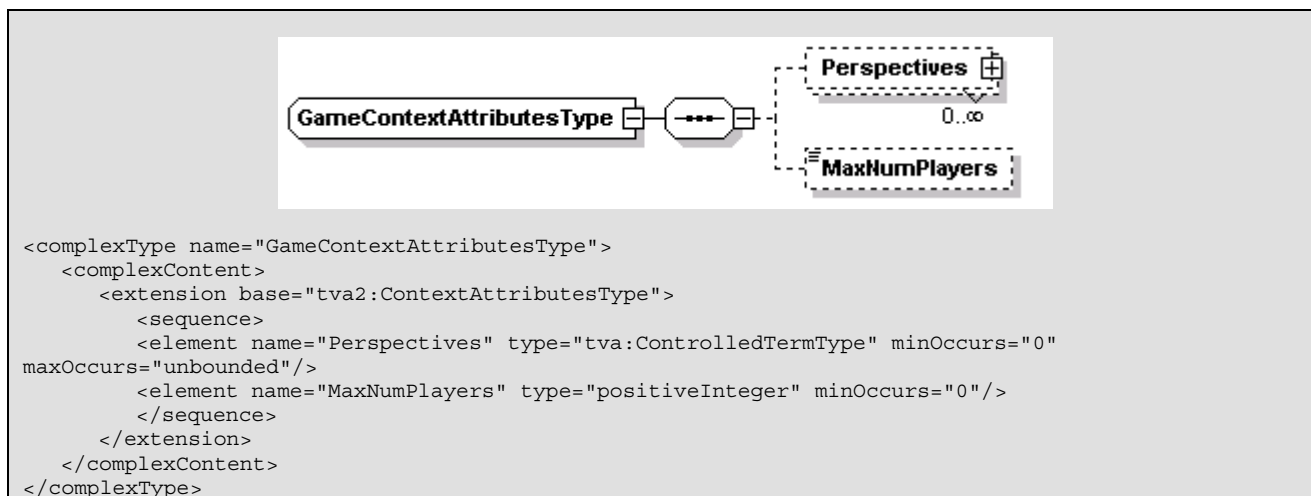 Perspectives
0..∞
GameContextAttributesType
MaxNumPlayers
<complexType name="GameContextAttributesType">
   <complexContent>
      <extension base="tva2:ContextAttributesType">
         <sequence>
         <element name="Perspectives" type="tva:ControlledTermType" minOccurs="0"
maxOccurs="unbounded"/>
         <element name="MaxNumPlayers" type="positiveInteger" minOccurs="0"/>
         </sequence>
      </extension>
   </complexContent>
</complexType>